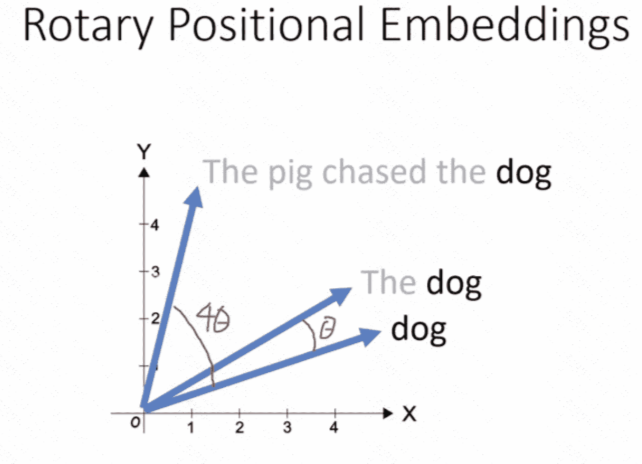 Rotary Positional Embeddings
Y
The pig chased the dog
4
3
The dog
2
4θ
θ
dog
1
0
1 2 3 4
X